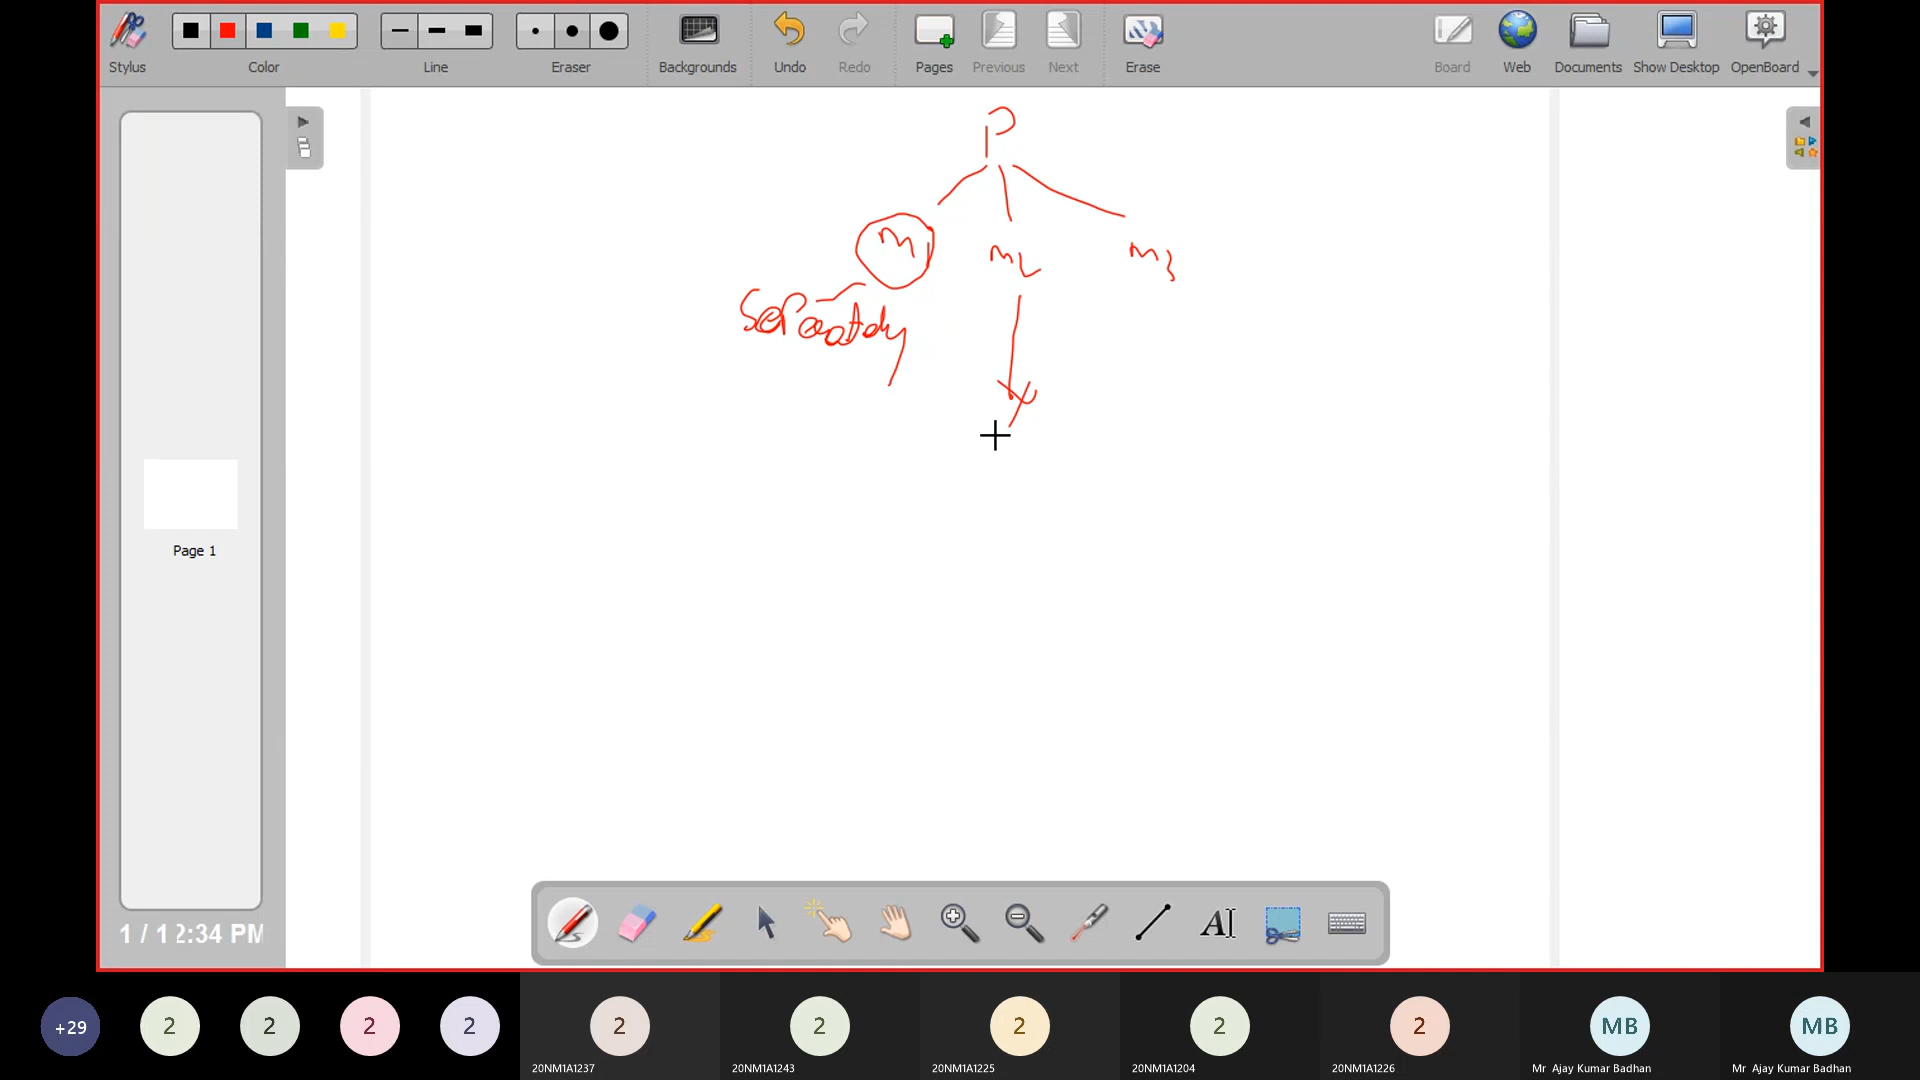 Stylus
Color
Line
Eraser
Backgrounds
Undo
Redo
Pages
Previous
Next
Erase
Board
Web
Documents
Show Desktop
OpenBoard
P
m1
m2
m3
Page 1
1 / 1
2:34 PM
+29
2
2
2
2
2
2
2
2
2
MB
MB
20NM1A1237
20NM1A1243
20NM1A1225
20NM1A1204
20NM1A1226
Mr Ajay Kumar Badhan
Mr Ajay Kumar Badhan